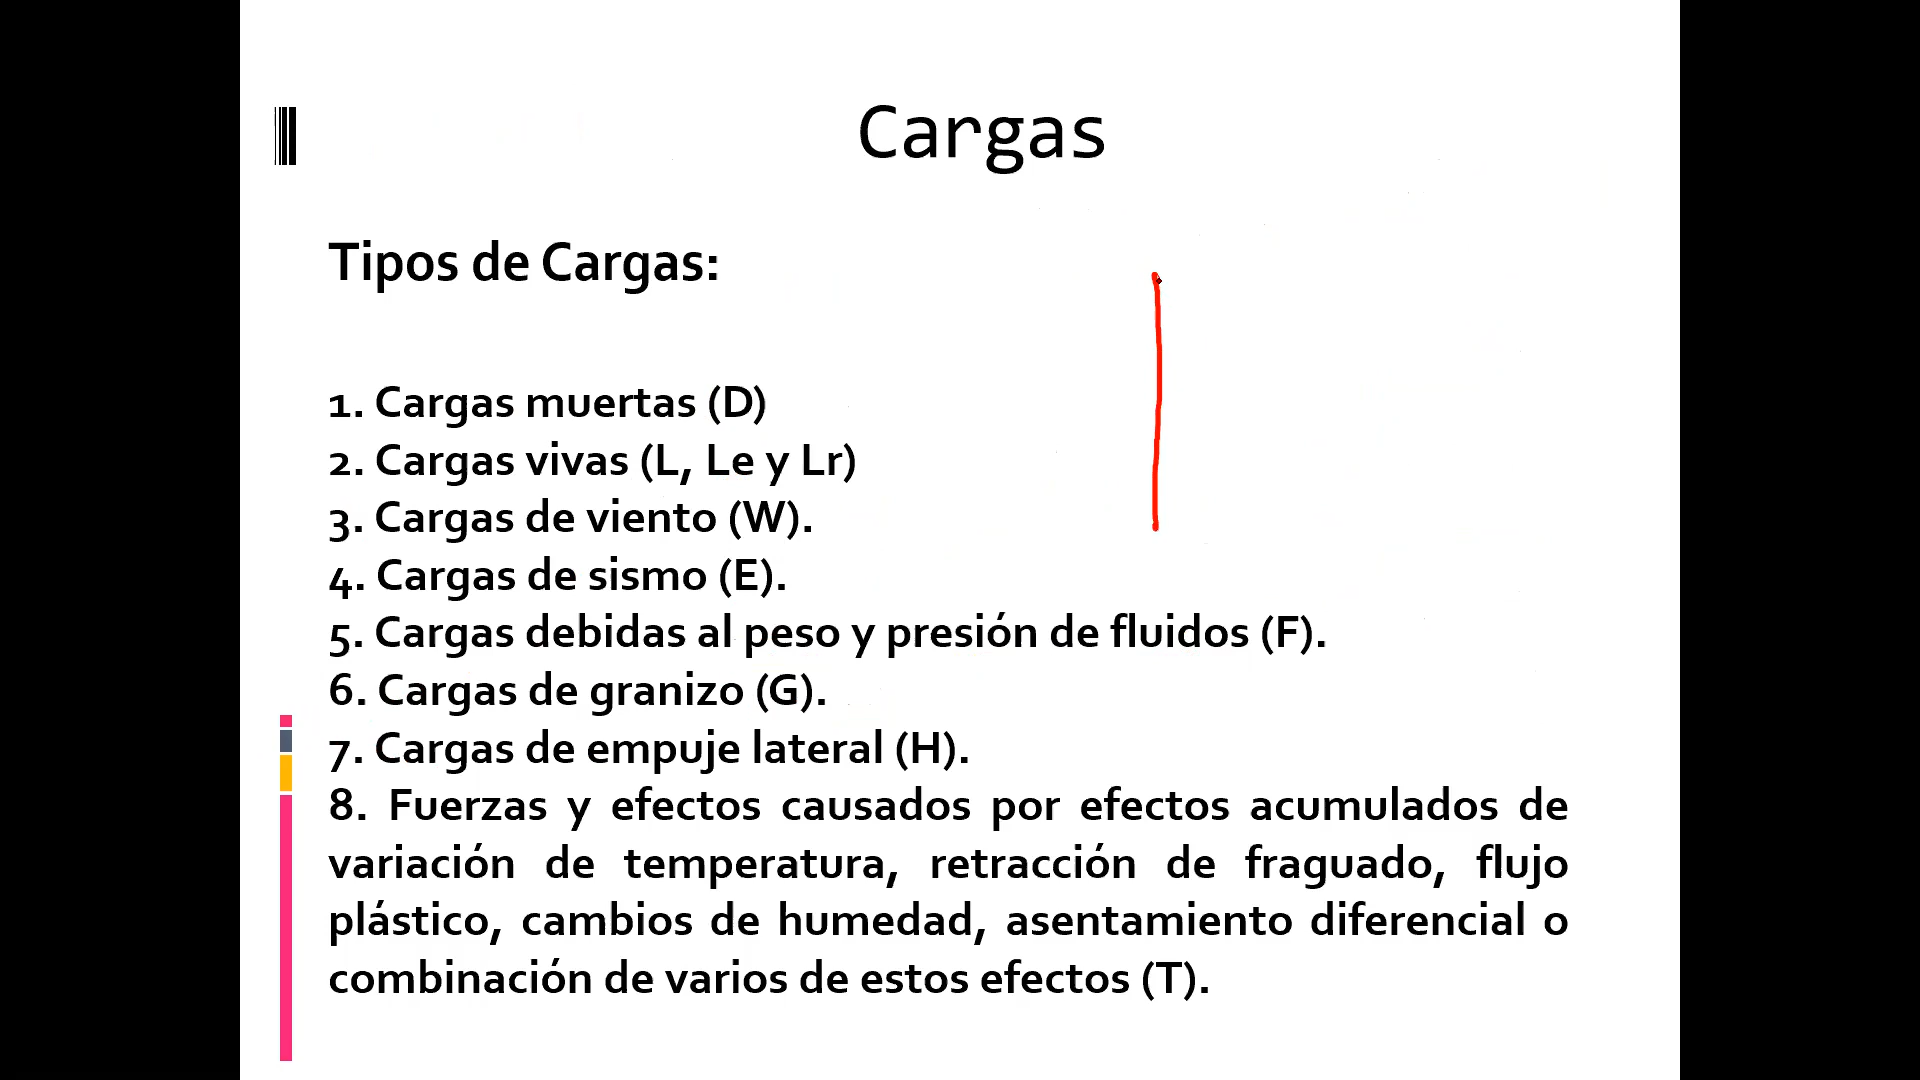 Cargas
Tipos de Cargas:
1. Cargas muertas (D)
2. Cargas vivas (L, Le y Lr)
3. Cargas de viento (W).
4. Cargas de sismo (E).
5. Cargas debidas al peso y presión de fluidos (F).
6. Cargas de granizo (G).
7. Cargas de empuje lateral (H).
8. Fuerzas y efectos causados por efectos acumulados de
variación de temperatura, retracción de fraguado, flujo
plástico, cambios de humedad, asentamiento diferencial o
combinación de varios de estos efectos (T).